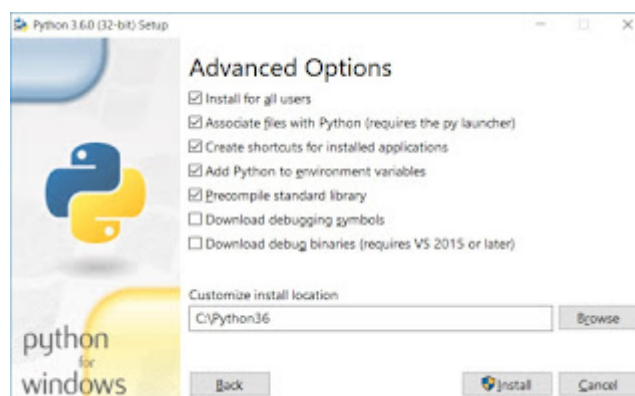 Python 3.6.0 (32-bit) Setup
Advanced Options
Install for all users
Associate files with Python (requires the py launcher)
Create shortcuts for installed applications
Add Python to environment variables
Precompile standard library
Download debugging symbols
Download debug binaries (requires VS 2015 or later)
Customize install location
C:\Python36
Browse
python
for
windows
Back
Install
Cancel